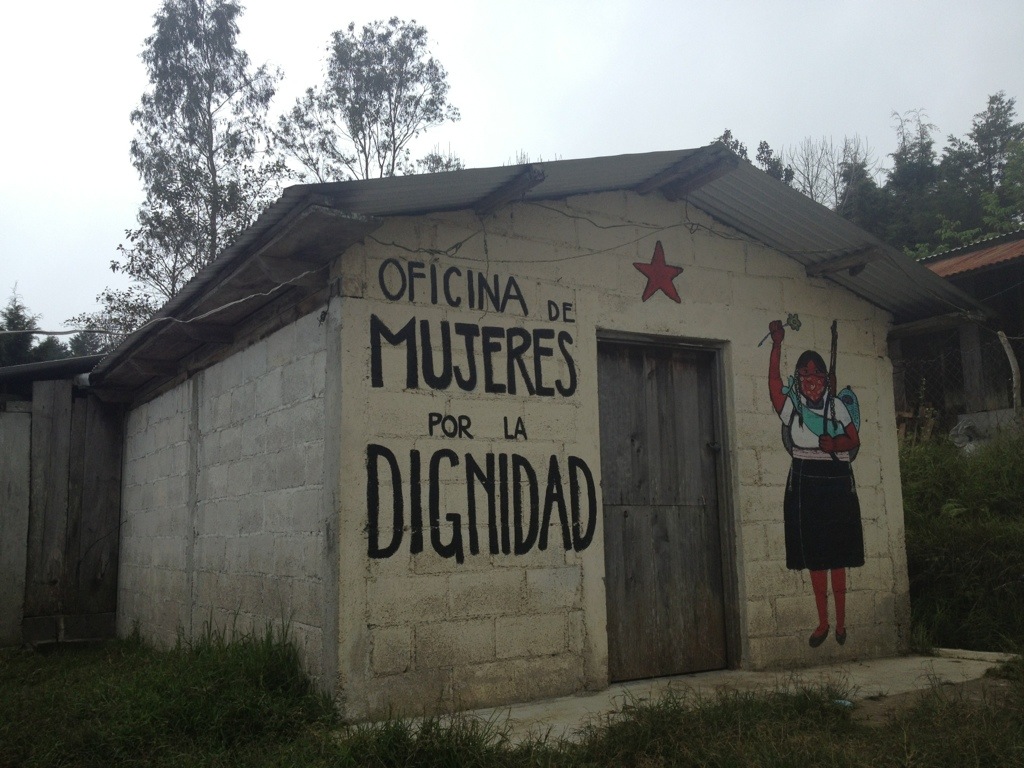 OFICINA DE
MUJERES
POR LA
DIGNIDAD